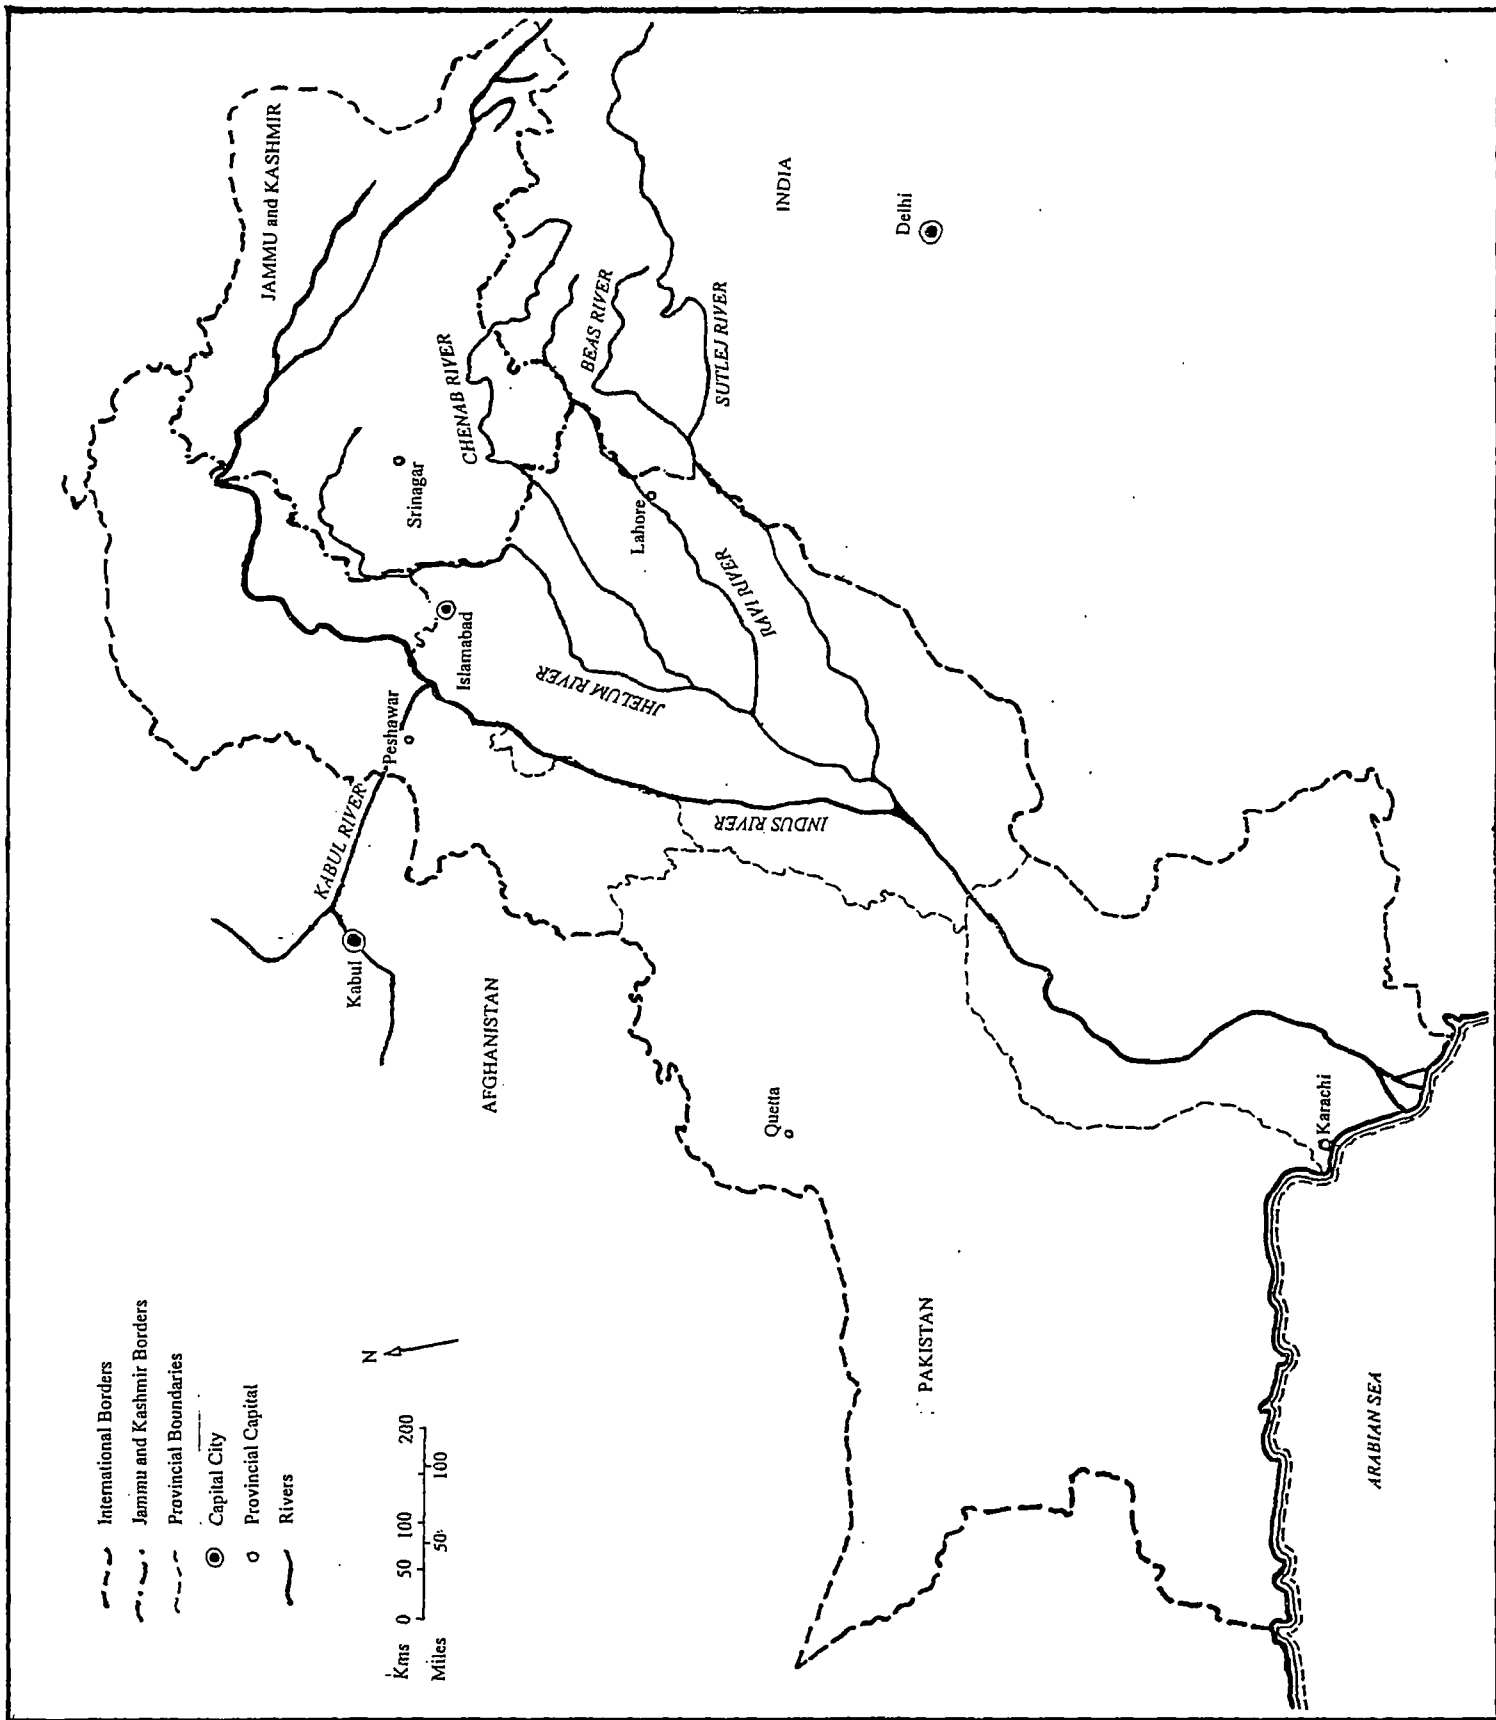 International Borders
Jammu and Kashmir Borders
Provincial Boundaries
Capital City
Provincial Capital
Rivers
N
Kms 0 50 100 200
Miles 50 100
JAMMU and KASHMIR
Srinagar
CHENAB RIVER
BEAS RIVER
SUTLEJ RIVER
INDIA
Delhi
Lahore
RAVI RIVER
Islamabad
JHELUM RIVER
Peshawar
KABUL RIVER
Kabul
INDUS RIVER
AFGHANISTAN
Quetta
PAKISTAN
Karachi
ARABIAN SEA